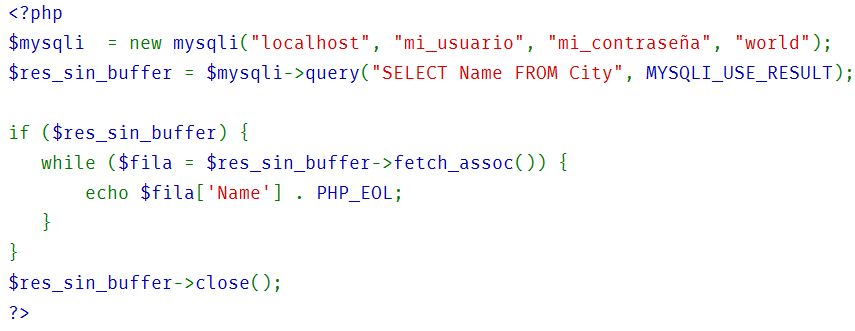 <?php
$mysqli  = new mysqli("localhost", "mi_usuario", "mi_contraseña", "world");
$res_sin_buffer = $mysqli->query("SELECT Name FROM City", MYSQLI_USE_RESULT);

if ($res_sin_buffer) {
   while ($fila = $res_sin_buffer->fetch_assoc()) {
       echo $fila['Name'] . PHP_EOL;
   }
}
$res_sin_buffer->close();
?>